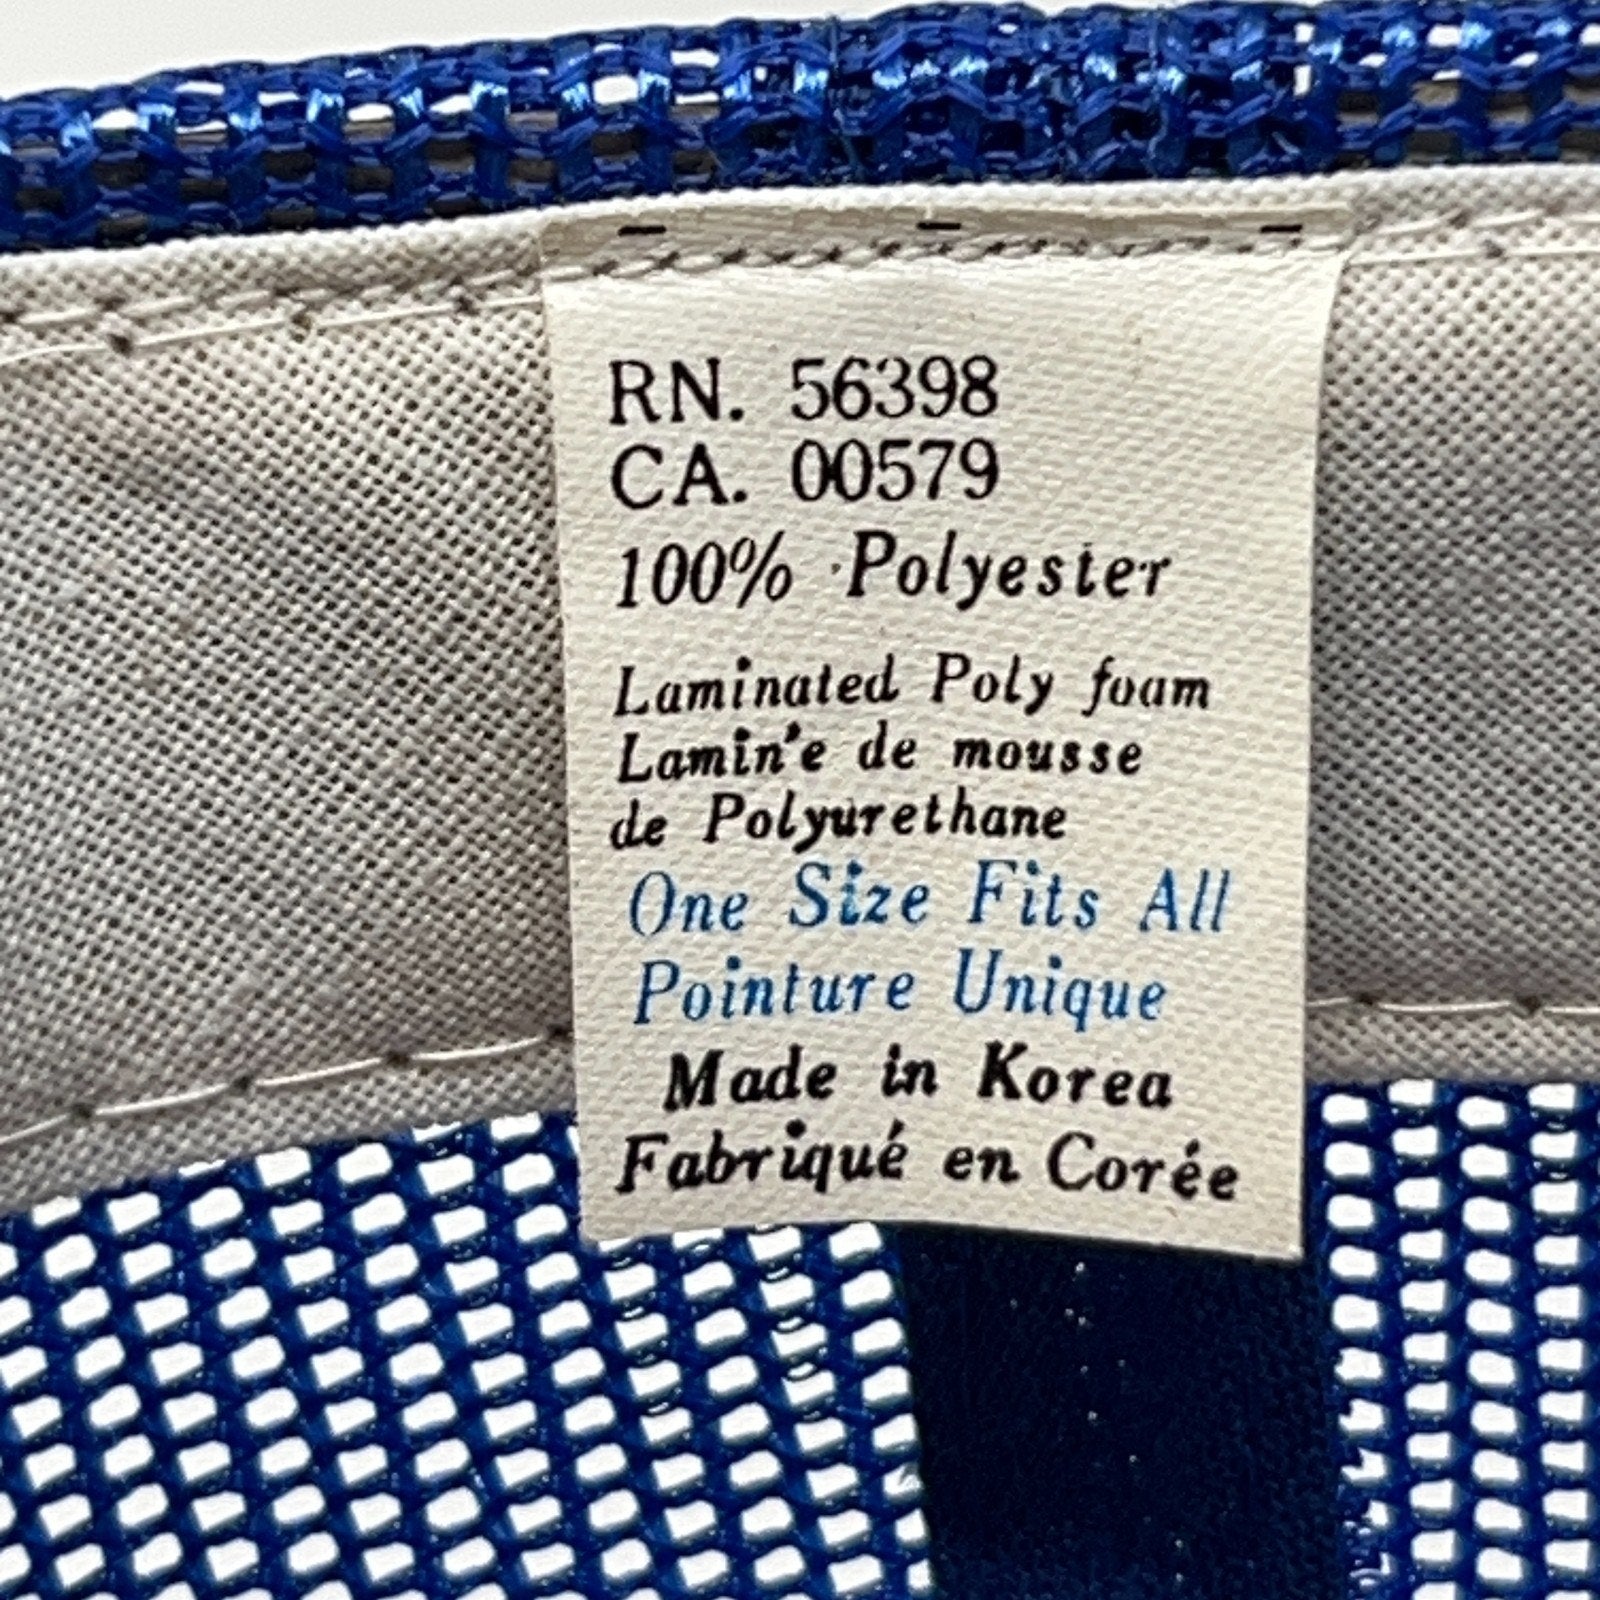 RN. 56398
CA. 00579
100% Polyester
Laminated Poly foam
Lamin'e de mousse
de Polyurethane
One Size Fits All
Pointure Unique
Made in Korea
Fabriqué en Corée